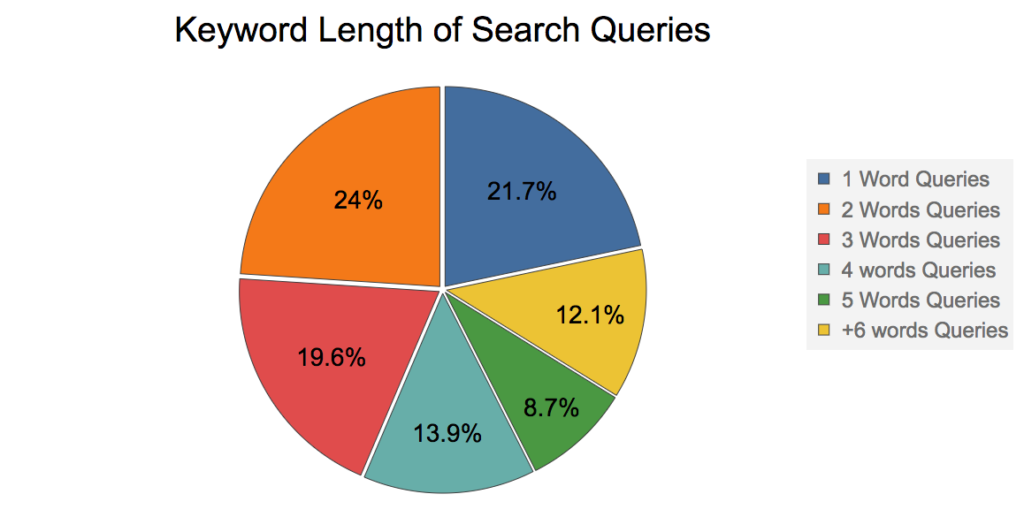 Keyword Length of Search Queries
24%
21.7%
12.1%
19.6%
8.7%
13.9%
1 Word Queries
2 Words Queries
3 Words Queries
4 words Queries
5 Words Queries
+6 words Queries